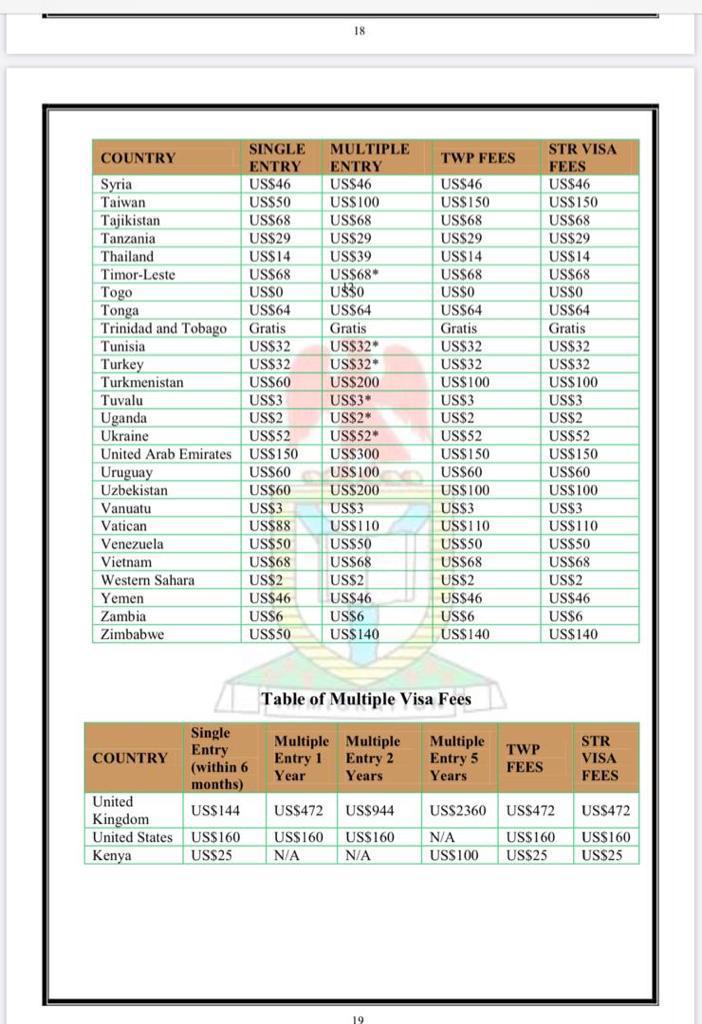 18
COUNTRY SINGLE ENTRY MULTIPLE ENTRY TWP FEES STR VISA FEES
Syria US$46 US$46 US$46 US$46
Taiwan US$50 US$100 US$150 US$150
Tajikistan US$68 US$68 US$68 US$68
Tanzania US$29 US$29 US$29 US$29
Thailand US$14 US$39 US$14 US$14
Timor-Leste US$68 US$68* US$68 US$68
Togo US$0 US$0 US$0 US$0
Tonga US$64 US$64 US$64 US$64
Trinidad and Tobago Gratis Gratis Gratis Gratis
Tunisia US$32 US$32* US$32 US$32
Turkey US$32 US$32* US$32 US$32
Turkmenistan US$60 US$200 US$100 US$100
Tuvalu US$3 US$3* US$3 US$3
Uganda US$2 US$2* US$2 US$2
Ukraine US$52 US$52* US$52 US$52
United Arab Emirates US$150 US$300 US$150 US$150
Uruguay US$60 US$100 US$60 US$60
Uzbekistan US$60 US$200 US$100 US$100
Vanuatu US$3 US$3 US$3 US$3
Vatican US$88 US$110 US$110 US$110
Venezuela US$50 US$50 US$50 US$50
Vietnam US$68 US$68 US$68 US$68
Western Sahara US$2 US$2 US$2 US$2
Yemen US$46 US$46 US$46 US$46
Zambia US$6 US$6 US$6 US$6
Zimbabwe US$50 US$140 US$140 US$140
Table of Multiple Visa Fees
COUNTRY Single Entry (within 6 months) Multiple Entry 1 Year Multiple Entry 2 Years Multiple Entry 5 Years TWP FEES STR VISA FEES
United Kingdom US$144 US$472 US$944 US$2360 US$472 US$472
United States US$160 US$160 US$160 N/A US$160 US$160
Kenya US$25 N/A N/A US$100 US$25 US$25
19